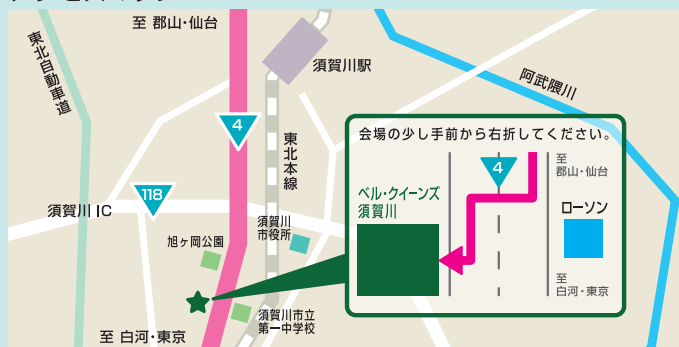 至 郡山・仙台
東北自動車道
須賀川駅
阿武隈川
4
東北本線
118
須賀川IC
須賀川
市役所
旭ヶ岡公園
須賀川市立
第一中学校
至 白河・東京
会場の少し手前から右折してください。
4
至
郡山・仙台
ベル・クイーンズ
須賀川
ローソン
至
白河・東京